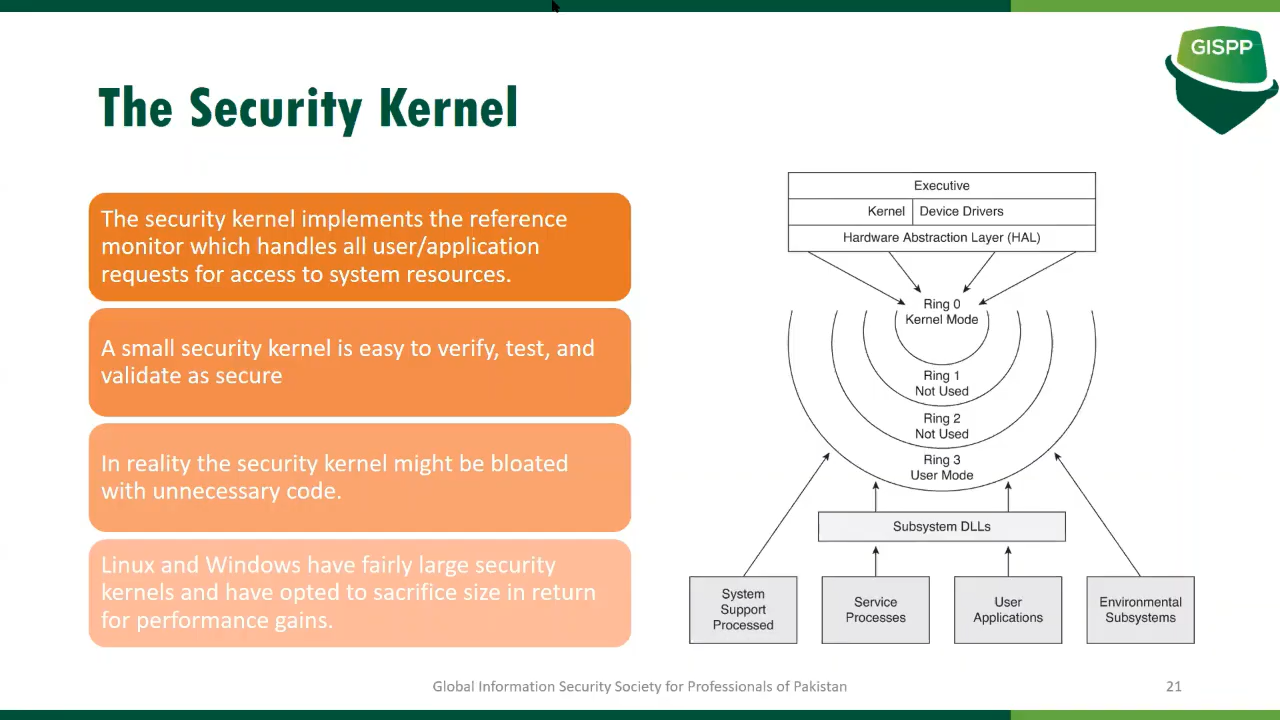 GISPP
The Security Kernel
The security kernel implements the reference
monitor which handles all user/application
requests for access to system resources.
A small security kernel is easy to verify, test, and
validate as secure
In reality the security kernel might be bloated
with unnecessary code.
Linux and Windows have fairly large security
kernels and have opted to sacrifice size in return
for performance gains.
Executive
Kernel Device Drivers
Hardware Abstraction Layer (HAL)
Ring 0
Kernel Mode
Ring 1
Not Used
Ring 2
Not Used
Ring 3
User Mode
Subsystem DLLs
System
Support
Processed
Service
Processes
User
Applications
Environmental
Subsystems
Global Information Security Society for Professionals of Pakistan
21